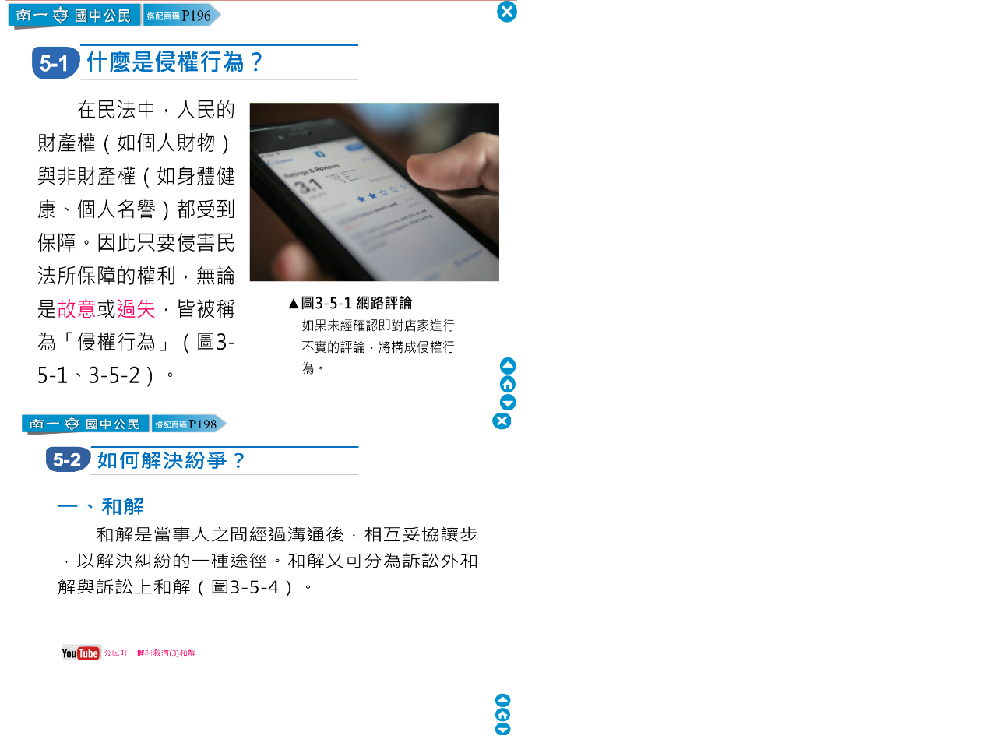 南一 國中公民 搭配頁碼 P196
5-1 什麼是侵權行為？
在民法中，人民的
財產權（如個人財物）
與非財產權（如身體健
康、個人名譽）都受到
保障。因此只要侵害民
法所保障的權利，無論
是故意或過失，皆被稱
為「侵權行為」（圖3-
5-1、3-5-2）。
Ratings & Reviews
3.1
▲圖3-5-1 網路評論
如果未經確認即對店家進行
不實的評論，將構成侵權行
為。
南一 國中公民 搭配頁碼 P198
5-2 如何解決紛爭？
一、和解
和解是當事人之間經過溝通後，相互妥協讓步
，以解決糾紛的一種途徑。和解又可分為訴訟外和
解與訴訟上和解（圖3-5-4）。
YouTube 公民叮：權利救濟(3)和解